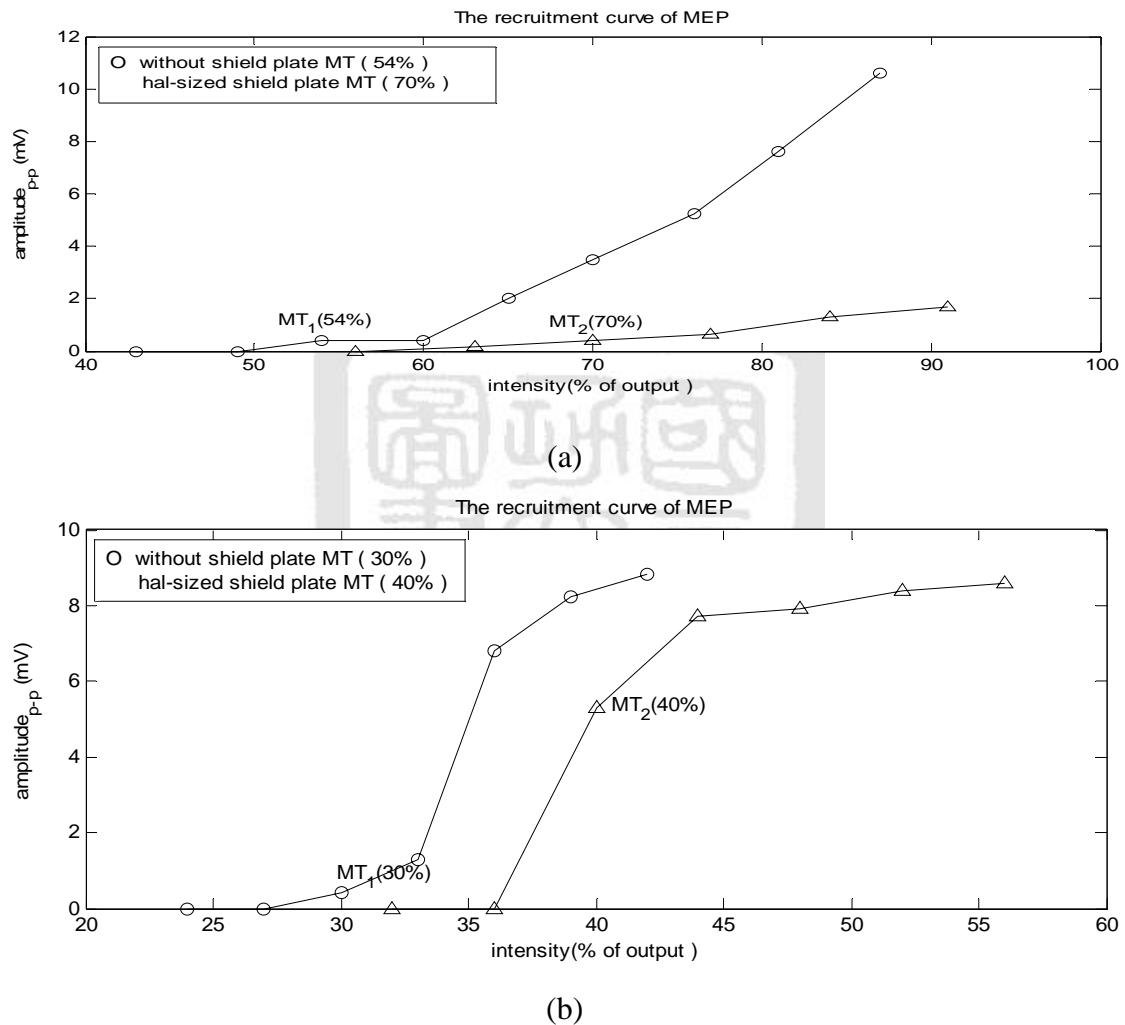 The recruitment curve of MEP
12
10
8
6
4
2
0
amplitude p-p (mV)
O without shield plate MT ( 54% )
hal-sized shield plate MT ( 70% )
MT1(54%)
MT2(70%)
40 50 60 70 80 90 100
intensity(% of output )
(a)
The recruitment curve of MEP
10
8
6
4
2
0
amplitude p-p (mV)
O without shield plate MT ( 30% )
hal-sized shield plate MT ( 40% )
MT2(40%)
MT1(30%)
20 25 30 35 40 45 50 55 60
intensity(% of output )
(b)